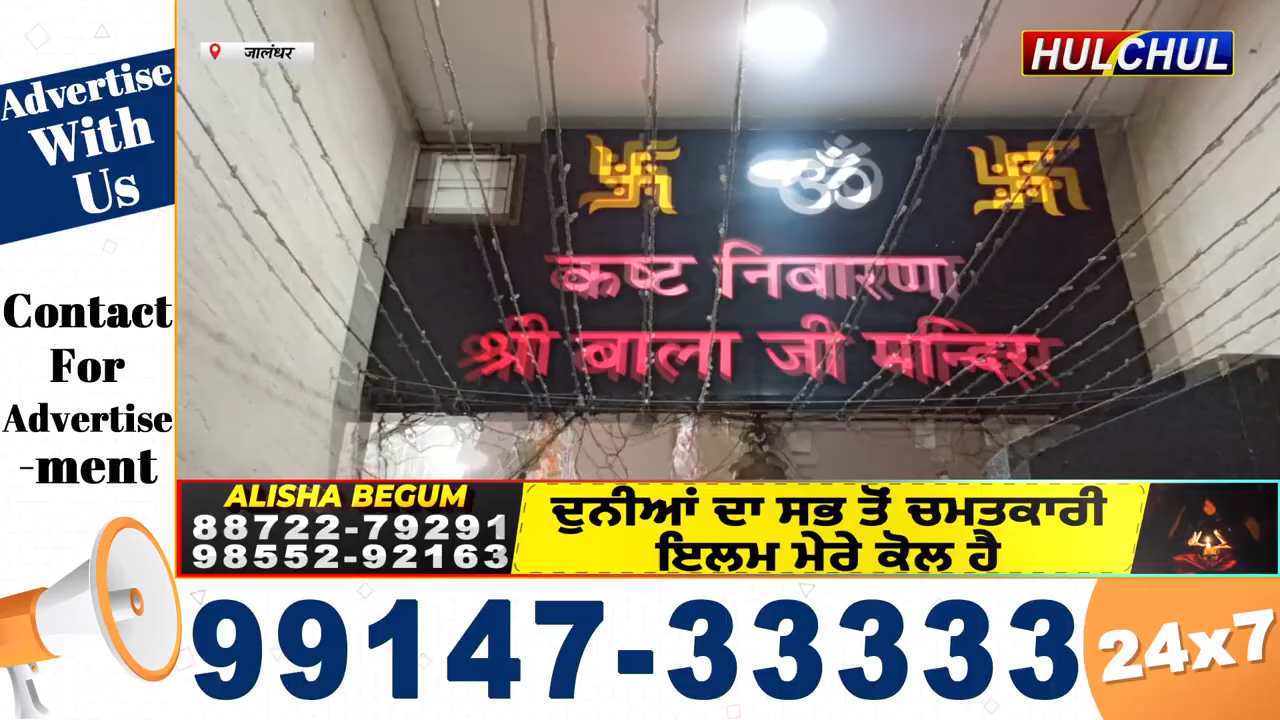 Advertise
With
Us
Contact
For
Advertise
-ment
जालंधर
HULCHUL
ॐ
कष्ट निवारण
श्री बाला जी मन्दिर
ALISHA BEGUM
88722-79291
98552-92163
ਦੁਨੀਆਂ ਦਾ ਸਭ ਤੋਂ ਚਮਤਕਾਰੀ
ਇਲਮ ਮੇਰੇ ਕੋਲ ਹੈ
99147-33333
24x7